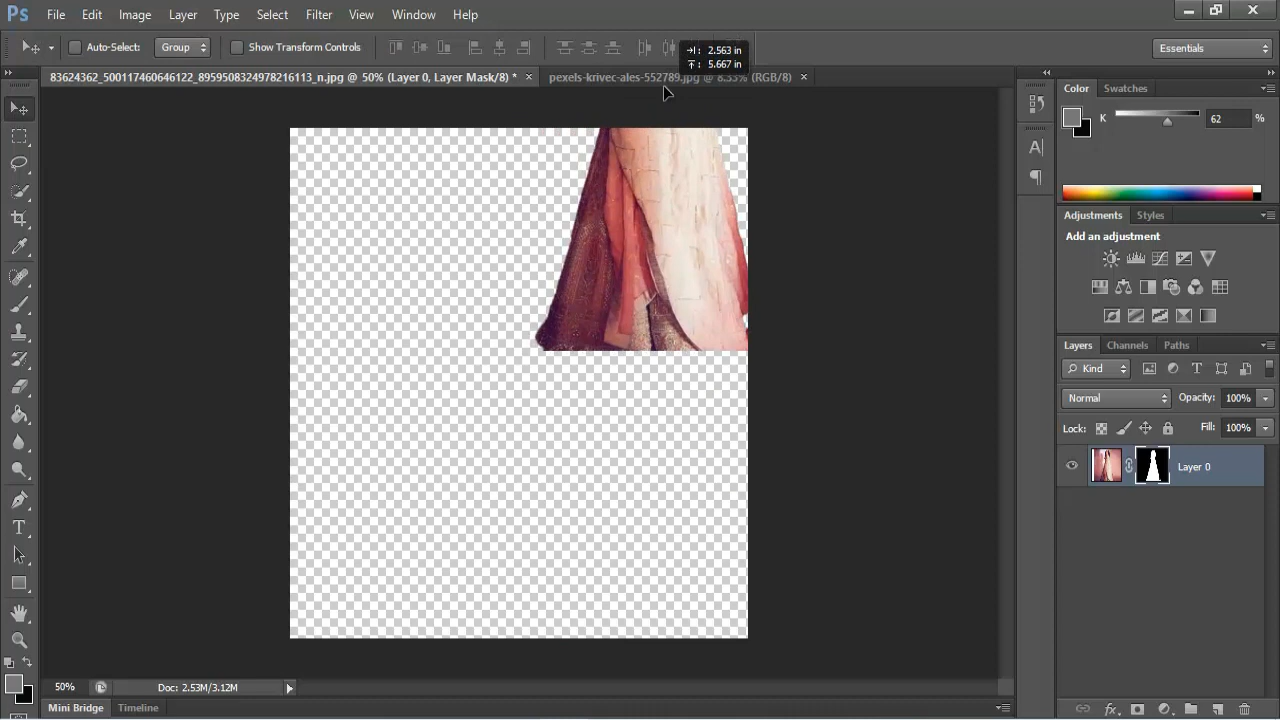 Ps File Edit Image Layer Type Select Filter View Window Help
Auto-Select: Group Show Transform Controls Essentials
→|: 2.563 in
: 5.667 in
83624362_500117460646122_8959508324978216113_n.jpg @ 50% (Layer 0, Layer Mask/8) * × pexels-krivec-ales-552789.jpg @ 8.33% (RGB/8) ×
Color Swatches
K 62 %
Adjustments Styles
Add an adjustment
Layers Channels Paths
Kind
Normal Opacity: 100%
Lock: Fill: 100%
Layer 0
50% Doc: 2.53M/3.12M
Mini Bridge Timeline